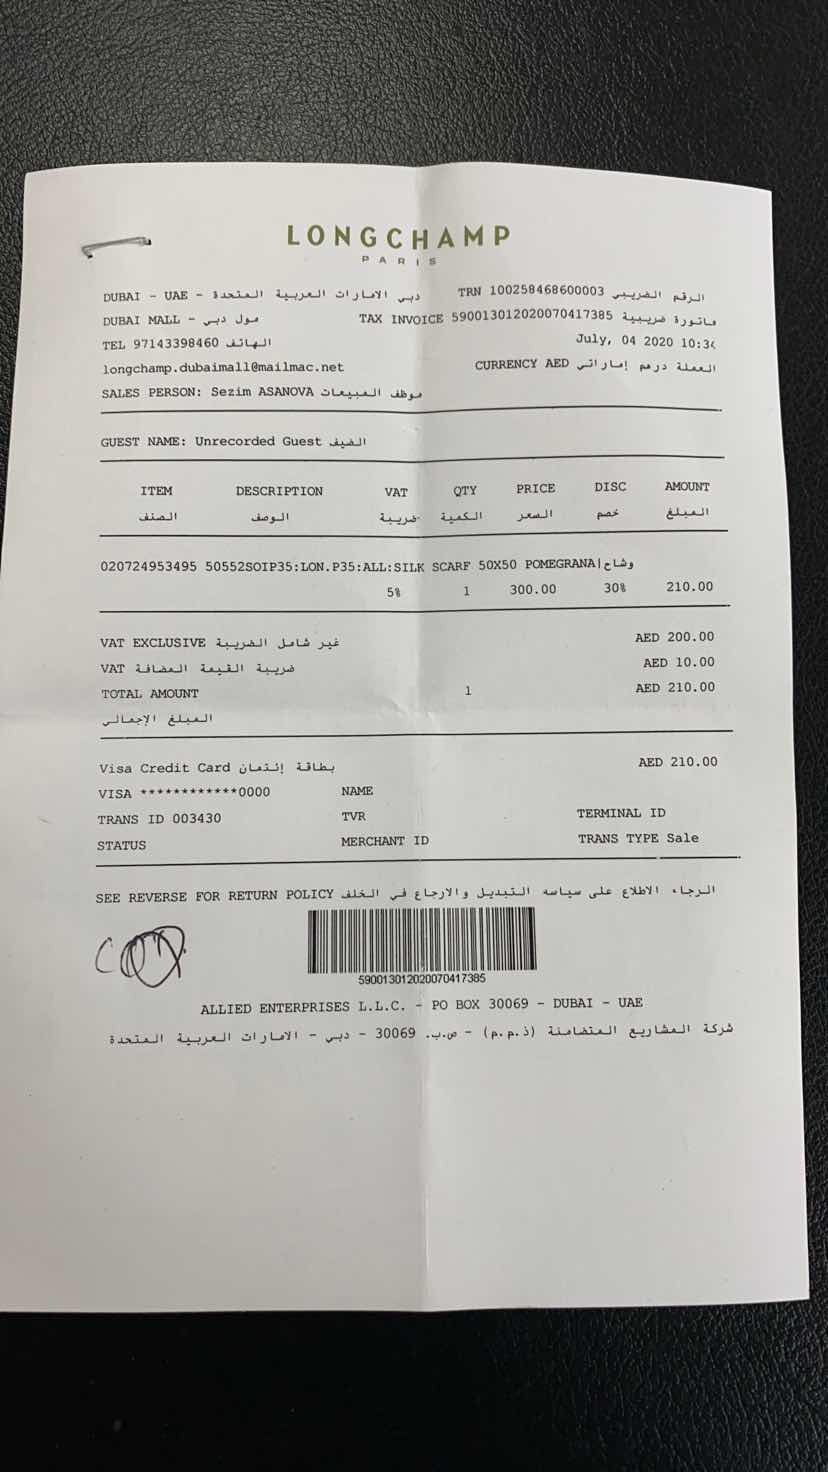 LONGCHAMP
PARIS
DUBAI - UAE - دبي الامارات العربية المتحدة TRN 100258468600003 الرقم الضريبي
DUBAI MALL - مول دبي TAX INVOICE 590013012020070417385 فاتورة ضريبية
TEL 97143398460 الهاتف July, 04 2020
longchamp.dubaimall@mailmac.net CURRENCY AED العملة درهم إماراتي
SALES PERSON: Sezim ASANOVA موظف المبيعات
GUEST NAME: Unrecorded Guest الضيف
ITEM DESCRIPTION VAT QTY PRICE DISC AMOUNT
الصنف الوصف ضريبة الكمية السعر خصم المبلغ
020724953495 50552SOIP35:LON.P35:ALL:SILK SCARF 50X50 POMEGRANA|وشاح
5% 1 300.00 30% 210.00
VAT EXCLUSIVE غير شامل الضريبة AED 200.00
VAT ضريبة القيمة المضافة AED 10.00
TOTAL AMOUNT 1 AED 210.00
المبلغ الإجمالي
Visa Credit Card بطاقة إئتمان AED 210.00
VISA ************0000 NAME
TRANS ID 003430 TVR TERMINAL ID
STATUS MERCHANT ID TRANS TYPE Sale
SEE REVERSE FOR RETURN POLICY الرجاء الاطلاع على سياسه التبديل والارجاع في الخلف
590013012020070417385
ALLIED ENTERPRISES L.L.C. - PO BOX 30069 - DUBAI - UAE
شركة المشاريع المتضامنة (ذ.م.م) - ص.ب. 30069 - دبي - الامارات العربية المتحدة